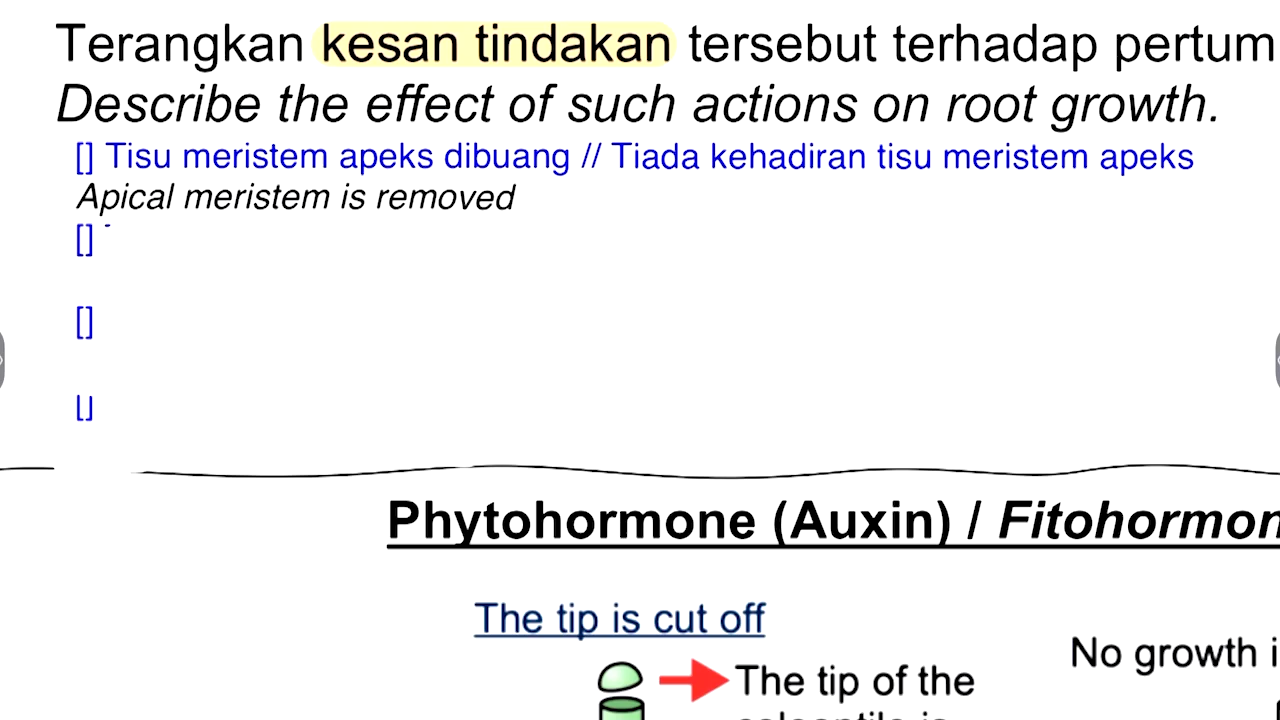 Terangkan kesan tindakan tersebut terhadap pertum
Describe the effect of such actions on root growth.
[] Tisu meristem apeks dibuang // Tiada kehadiran tisu meristem apeks
Apical meristem is removed
[]
[]
[]
Phytohormone (Auxin) / Fitohormon
The tip is cut off
No growth i
The tip of the